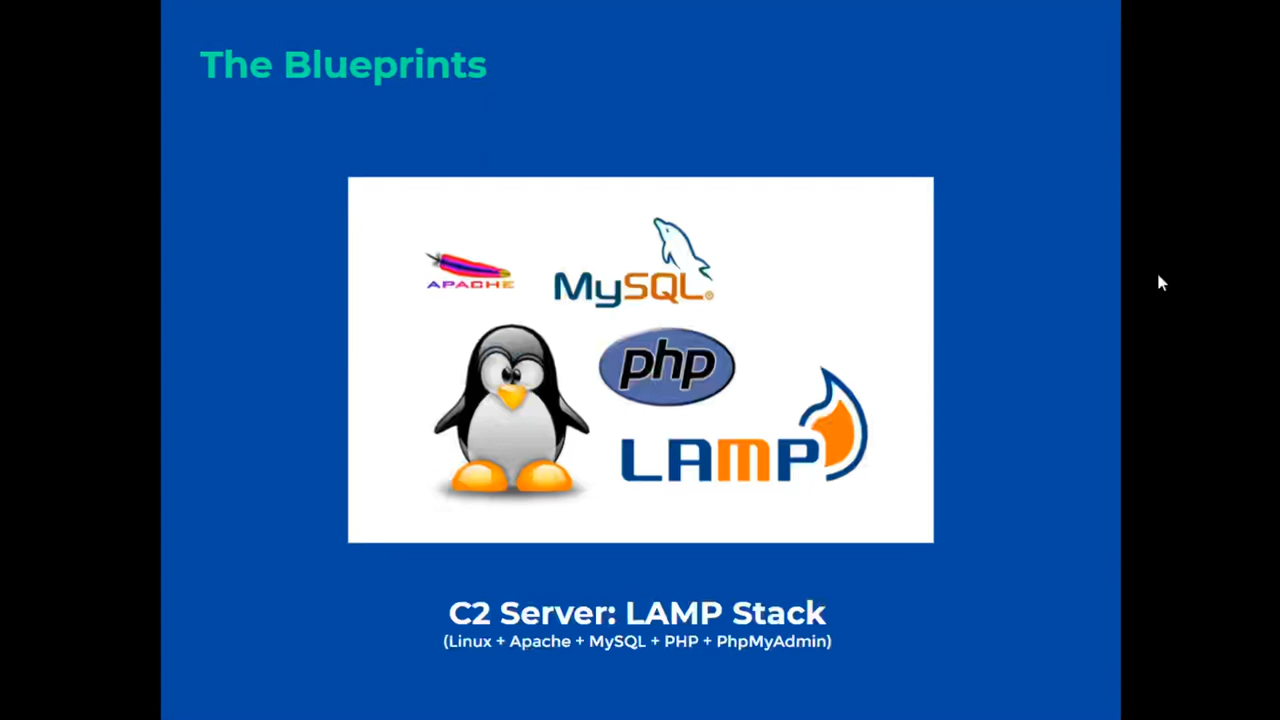 The Blueprints
APACHE
MySQL®
php
LAMP
C2 Server: LAMP Stack
(Linux + Apache + MySQL + PHP + PhpMyAdmin)